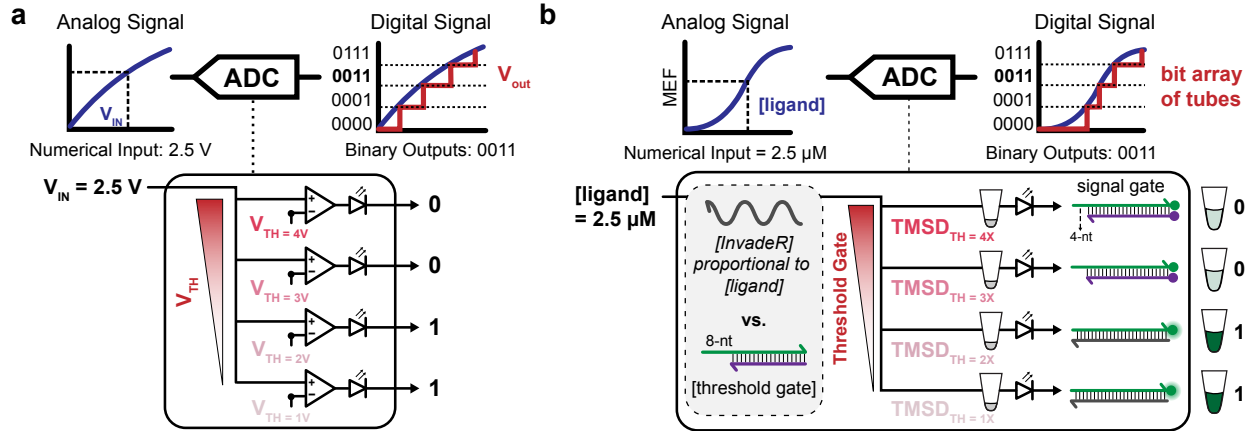 a
Analog Signal
V_IN
Numerical Input: 2.5 V
ADC
Digital Signal
0111
0011
0001
0000
V_out
Binary Outputs: 0011
V_IN = 2.5 V
V_TH
+
V_TH = 4V
0
+
V_TH = 3V
0
+
V_TH = 2V
1
+
V_TH = 1V
1
b
Analog Signal
MEF
[ligand]
Numerical Input = 2.5 μM
ADC
Digital Signal
0111
0011
0001
0000
bit array
of tubes
Binary Outputs: 0011
[ligand]
= 2.5 μM
[InvadeR]
proportional to
[ligand]
vs.
8-nt
[threshold gate]
Threshold Gate
signal gate
TMSD_TH = 4X
4-nt
0
TMSD_TH = 3X
0
TMSD_TH = 2X
1
TMSD_TH = 1X
1